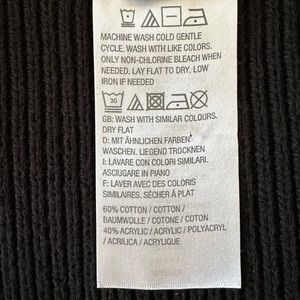 MACHINE WASH COLD GENTLE
CYCLE. WASH WITH LIKE COLORS.
ONLY NON-CHLORINE BLEACH WHEN
NEEDED, LAY FLAT TO DRY, LOW
IRON IF NEEDED
30
GB: WASH WITH SIMILAR COLOURS.
DRY FLAT
D: MIT ÄHNLICHEN FARBEN
WASCHEN. LIEGEND TROCKNEN
I: LAVARE CON COLORI SIMILARI.
ASCIUGARE IN PIANO
F: LAVER AVEC DES COLORIS
SIMILAIRES. SÉCHER À PLAT
60% COTTON / COTTON /
BAUMWOLLE / COTONE / COTON
40% ACRYLIC / ACRYLIC / POLYACRYL
/ ACRILICA / ACRYLIQUE